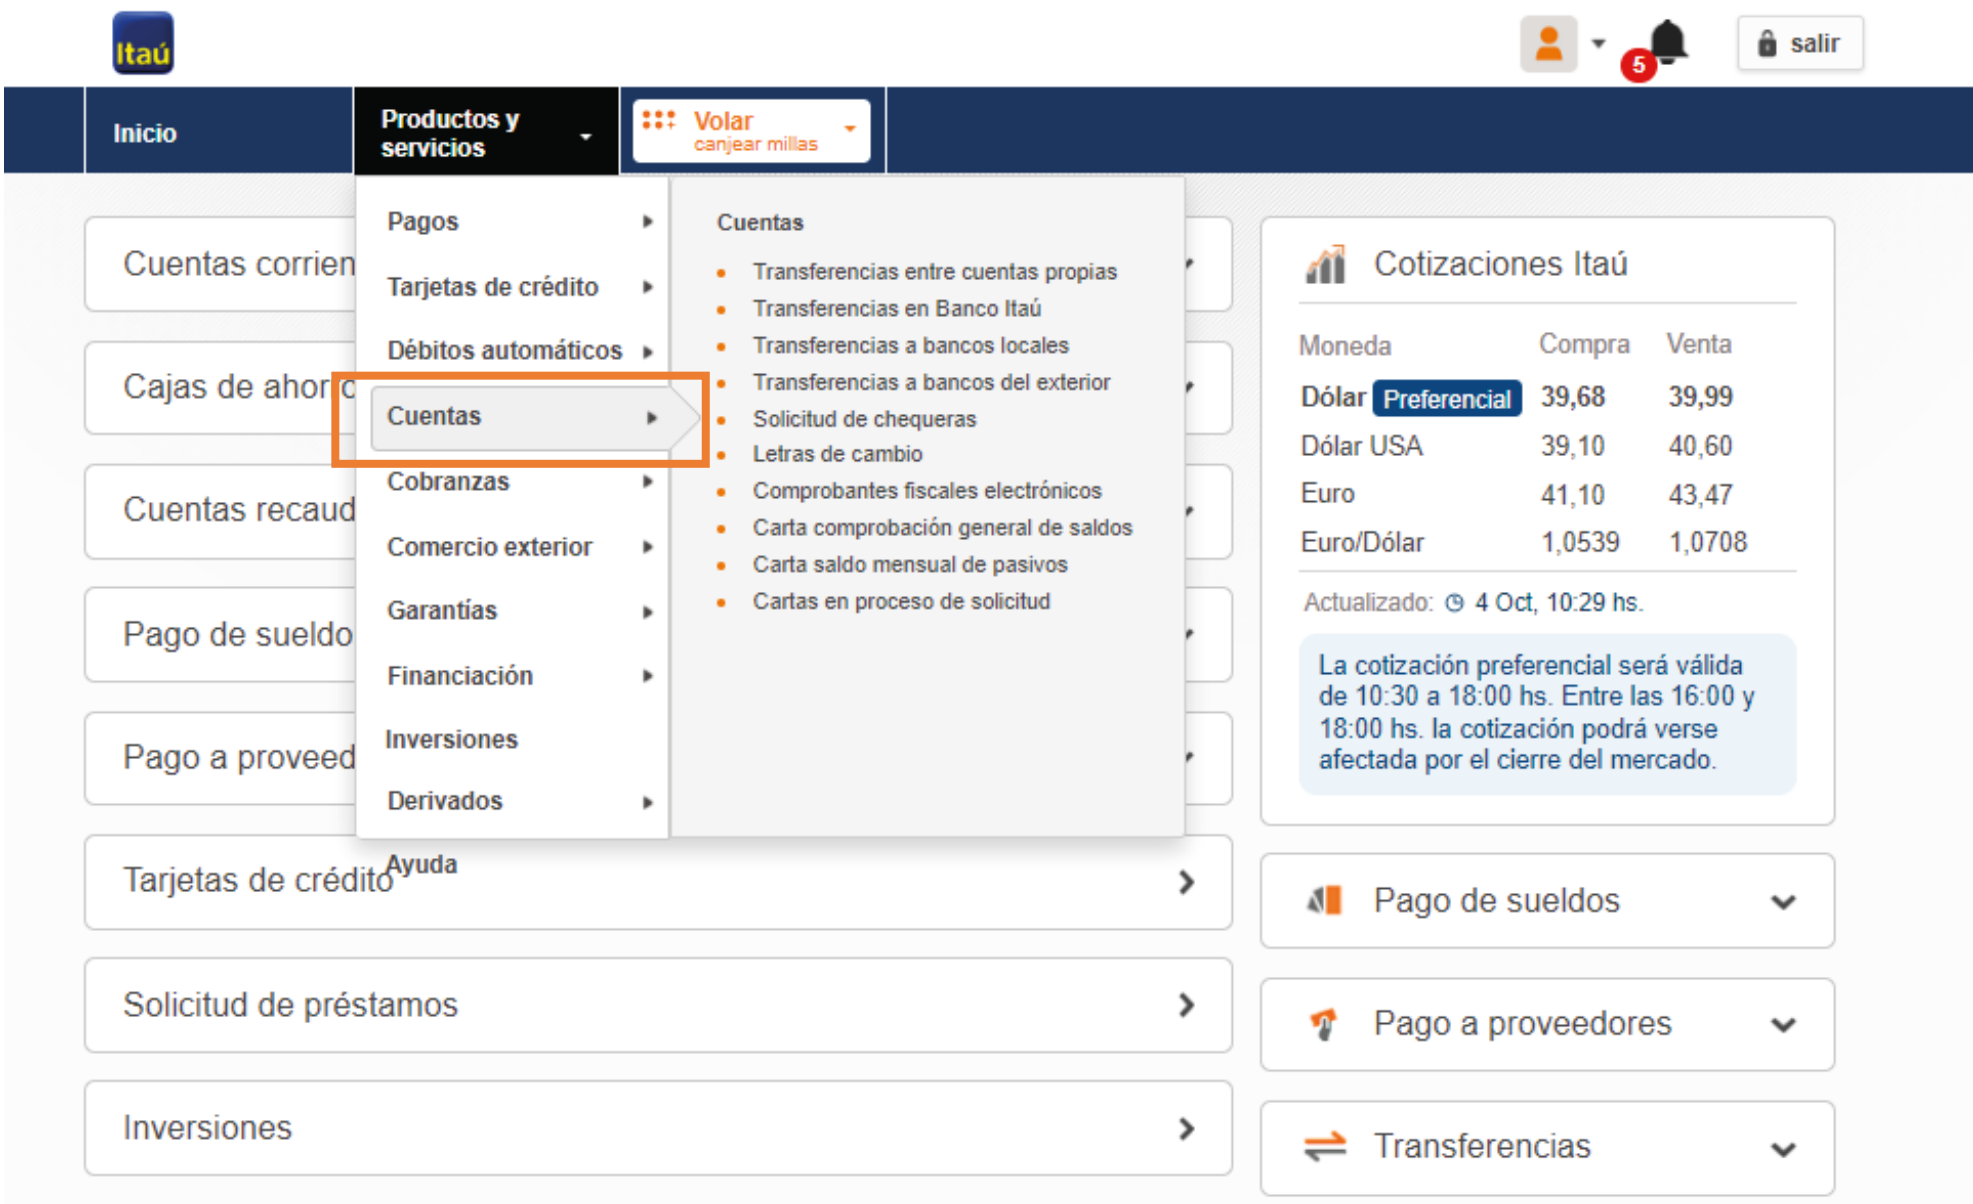 Itaú
5
salir
Inicio
Productos y
servicios
Volar
canjear millas
Cuentas corrien
Cajas de ahorro
Cuentas recaud
Pago de sueldo
Pago a proveed
Tarjetas de crédito
Solicitud de préstamos
Inversiones
Pagos
Tarjetas de crédito
Débitos automáticos
Cuentas
Cobranzas
Comercio exterior
Garantías
Financiación
Inversiones
Derivados
Ayuda
Cuentas
Transferencias entre cuentas propias
Transferencias en Banco Itaú
Transferencias a bancos locales
Transferencias a bancos del exterior
Solicitud de chequeras
Letras de cambio
Comprobantes fiscales electrónicos
Carta comprobación general de saldos
Carta saldo mensual de pasivos
Cartas en proceso de solicitud
Cotizaciones Itaú
Moneda Compra Venta
Dólar Preferencial 39,68 39,99
Dólar USA 39,10 40,60
Euro 41,10 43,47
Euro/Dólar 1,0539 1,0708
Actualizado: 4 Oct, 10:29 hs.
La cotización preferencial será válida
de 10:30 a 18:00 hs. Entre las 16:00 y
18:00 hs. la cotización podrá verse
afectada por el cierre del mercado.
Pago de sueldos
Pago a proveedores
Transferencias